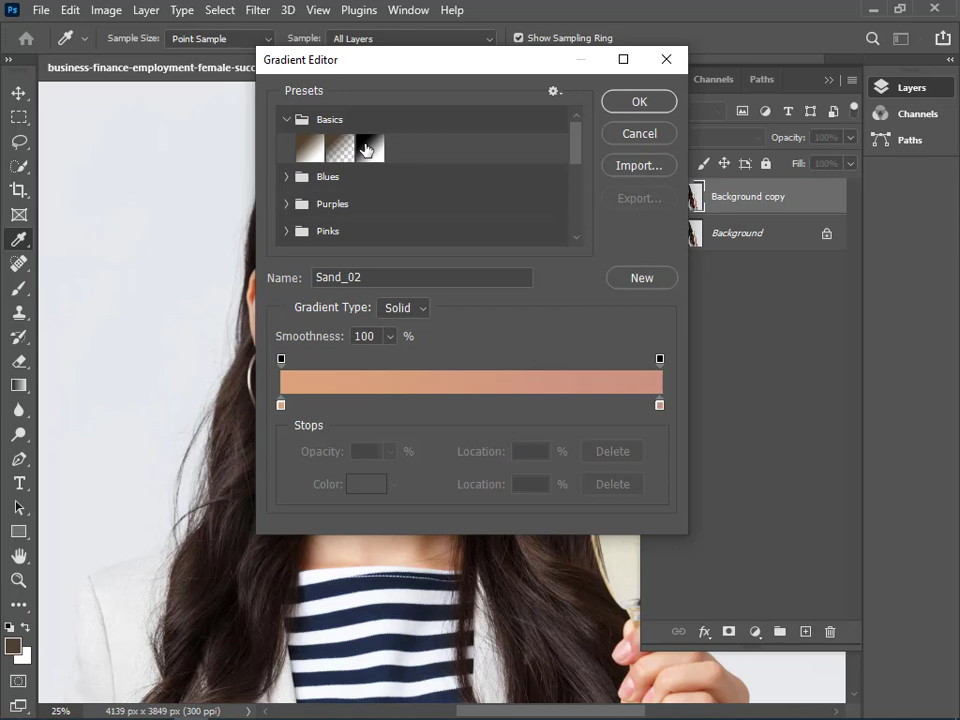 Ps File Edit Image Layer Type Select Filter 3D View Plugins Window Help
Sample Size: Point Sample Sample: All Layers Show Sampling Ring
business-finance-employment-female-succ
Gradient Editor
Presets
Basics
Blues
Purples
Pinks
OK
Cancel
Import...
Export...
Name: Sand_02
New
Gradient Type: Solid
Smoothness: 100 %
Stops
Opacity: % Location: % Delete
Color: Location: % Delete
Channels Paths
Opacity: 100%
Fill: 100%
Background copy
Background
Layers
Channels
Paths
25% 4139 px x 3849 px (300 ppi)